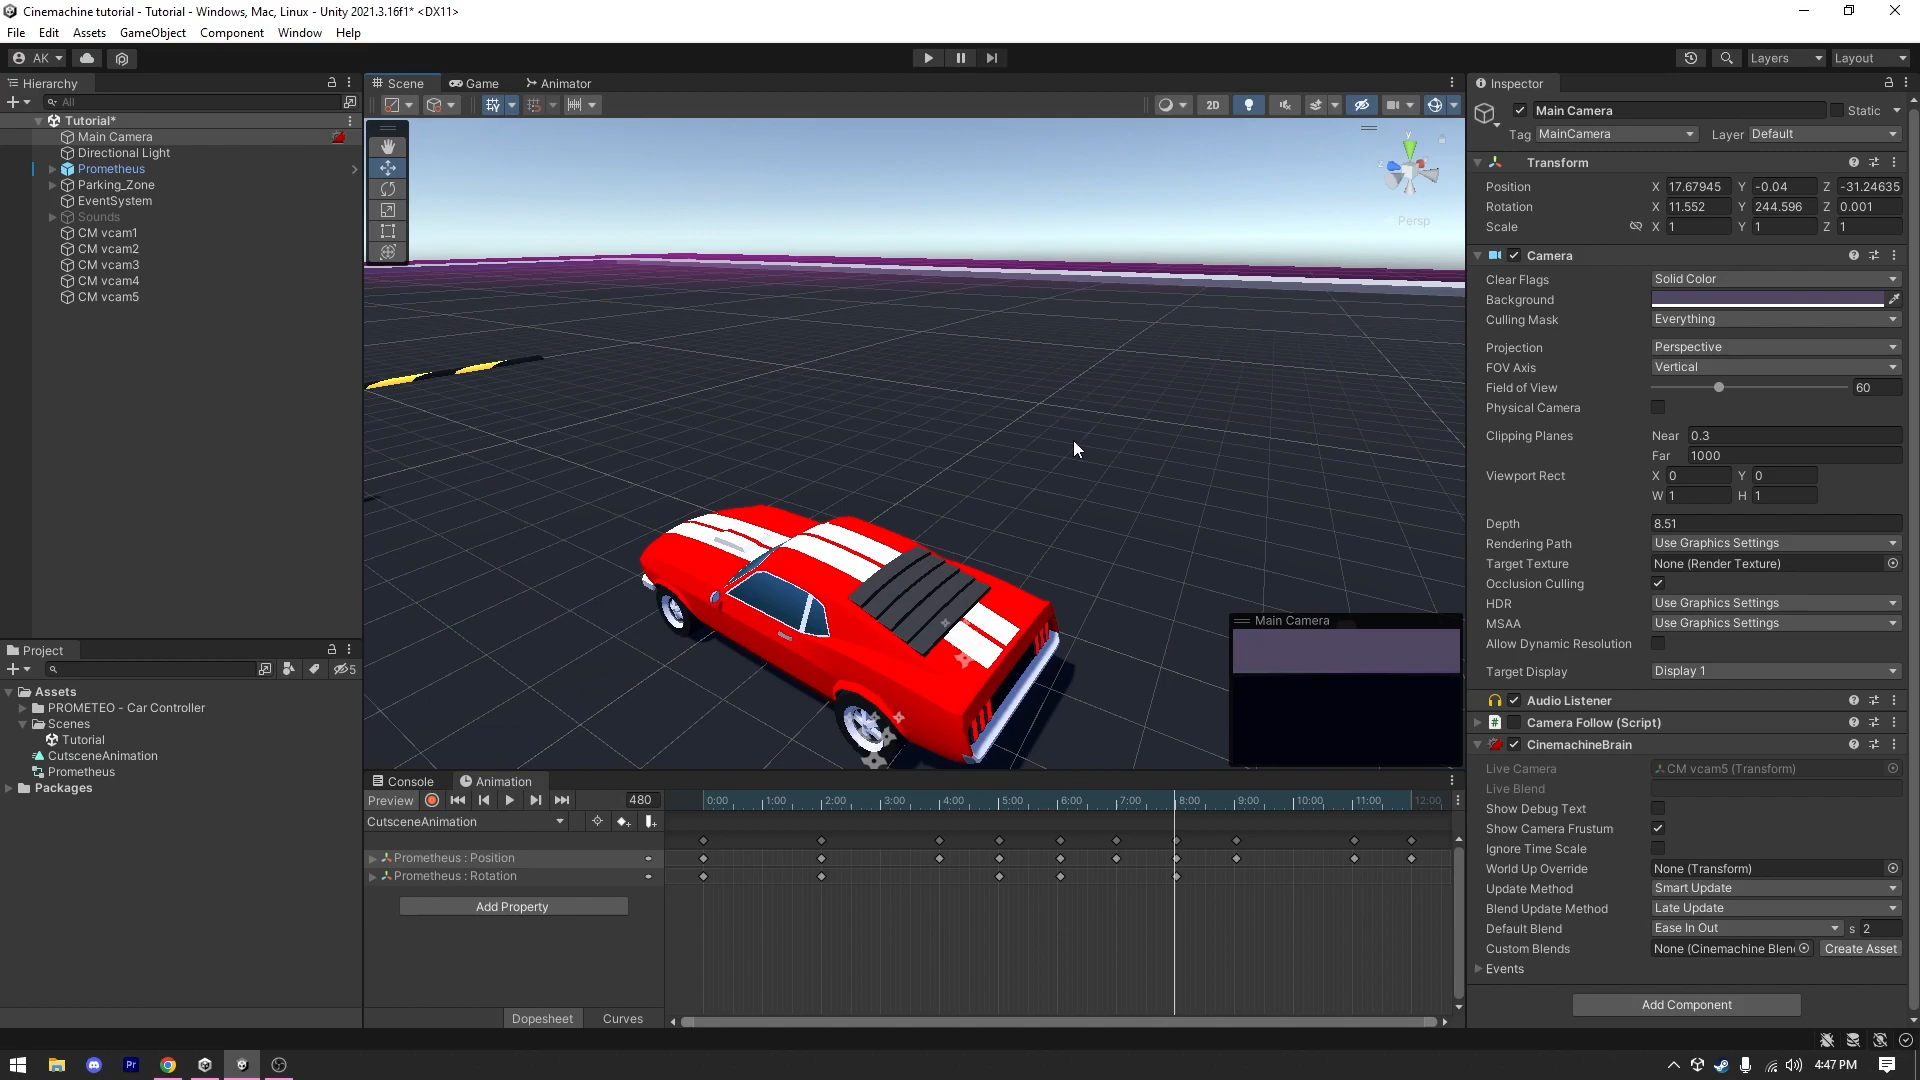 Cinemachine tutorial - Tutorial - Windows, Mac, Linux - Unity 2021.3.16f1* <DX11>
File Edit Assets GameObject Component Window Help
AK
Layers Layout
Hierarchy
All
Tutorial*
Main Camera
Directional Light
Prometheus
Parking_Zone
EventSystem
Sounds
CM vcam1
CM vcam2
CM vcam3
CM vcam4
CM vcam5
Project
5
Assets
PROMETEO - Car Controller
Scenes
Tutorial
CutsceneAnimation
Prometheus
Packages
Scene Game Animator
2D
y
z
Persp
Main Camera
Console Animation
Preview 480
0:00 1:00 2:00 3:00 4:00 5:00 6:00 7:00 8:00 9:00 10:00 11:00 12:00
CutsceneAnimation
Prometheus : Position
Prometheus : Rotation
Add Property
Dopesheet Curves
Inspector
Main Camera Static
Tag MainCamera Layer Default
Transform
Position X 17.67945 Y -0.04 Z -31.24635
Rotation X 11.552 Y 244.596 Z 0.001
Scale X 1 Y 1 Z 1
Camera
Clear Flags Solid Color
Background
Culling Mask Everything
Projection Perspective
FOV Axis Vertical
Field of View 60
Physical Camera
Clipping Planes Near 0.3
Far 1000
Viewport Rect X 0 Y 0
W 1 H 1
Depth 8.51
Rendering Path Use Graphics Settings
Target Texture None (Render Texture)
Occlusion Culling
HDR Use Graphics Settings
MSAA Use Graphics Settings
Allow Dynamic Resolution
Target Display Display 1
Audio Listener
# Camera Follow (Script)
CinemachineBrain
Live Camera CM vcam5 (Transform)
Live Blend
Show Debug Text
Show Camera Frustum
Ignore Time Scale
World Up Override None (Transform)
Update Method Smart Update
Blend Update Method Late Update
Default Blend Ease In Out s 2
Custom Blends None (Cinemachine Blen Create Asset
Events
Add Component
Pr
4:47 PM